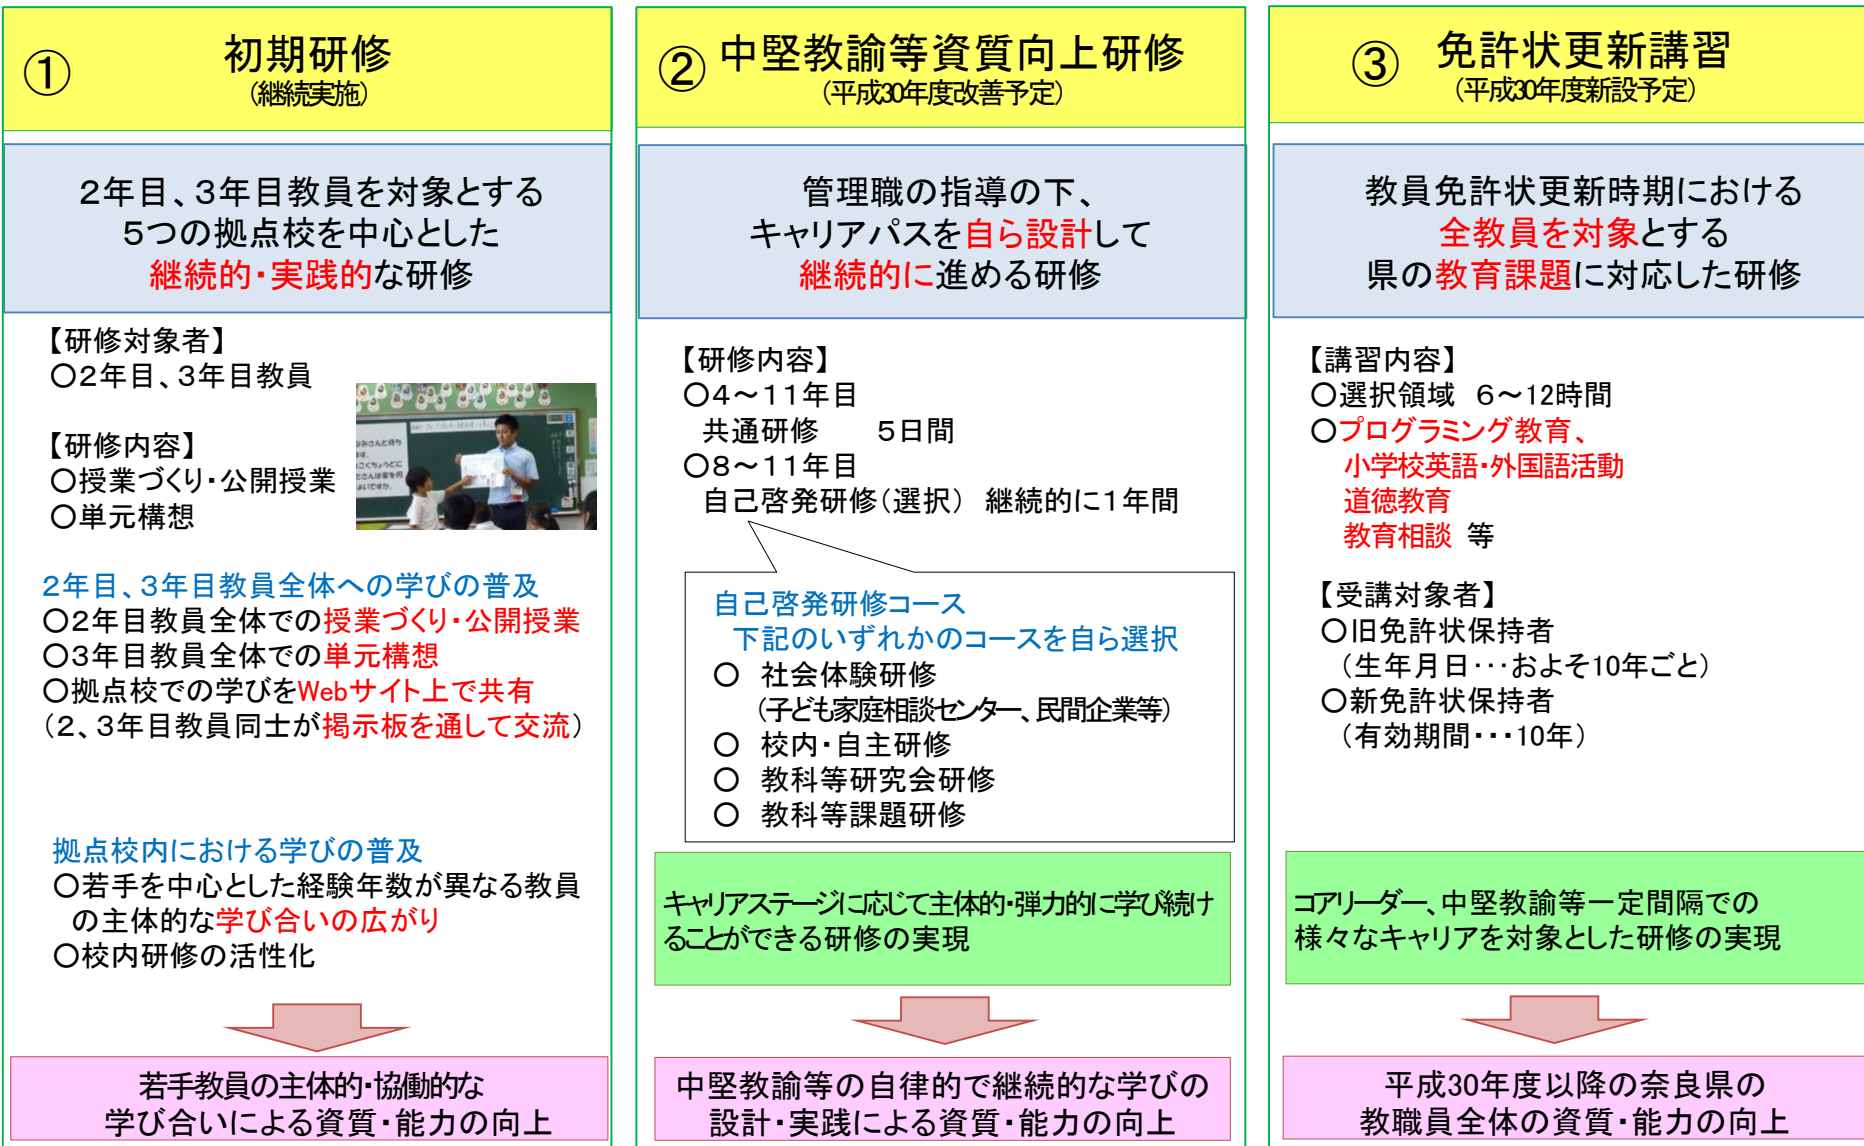 ① 初期研修
(継続実施)
2年目、3年目教員を対象とする
5つの拠点校を中心とした
継続的・実践的な研修
【研修対象者】
〇2年目、3年目教員
【研修内容】
〇授業づくり・公開授業
〇単元構想
2年目、3年目教員全体への学びの普及
〇2年目教員全体での授業づくり・公開授業
〇3年目教員全体での単元構想
〇拠点校での学びをWebサイト上で共有
(2、3年目教員同士が掲示板を通して交流)
拠点校内における学びの普及
〇若手を中心とした経験年数が異なる教員
の主体的な学び合いの広がり
〇校内研修の活性化
若手教員の主体的・協働的な
学び合いによる資質・能力の向上
② 中堅教諭等資質向上研修
(平成30年度改善予定)
管理職の指導の下、
キャリアパスを自ら設計して
継続的に進める研修
【研修内容】
〇4～11年目
共通研修 5日間
〇8～11年目
自己啓発研修(選択) 継続的に1年間
自己啓発研修コース
下記のいずれかのコースを自ら選択
〇 社会体験研修
(子ども家庭相談センター、民間企業等)
〇 校内・自主研修
〇 教科等研究会研修
〇 教科等課題研修
キャリアステージに応じて主体的・弾力的に学び続け
ることができる研修の実現
中堅教諭等の自律的で継続的な学びの
設計・実践による資質・能力の向上
③ 免許状更新講習
(平成30年度新設予定)
教員免許状更新時期における
全教員を対象とする
県の教育課題に対応した研修
【講習内容】
〇選択領域 6～12時間
〇プログラミング教育、
小学校英語・外国語活動
道徳教育
教育相談 等
【受講対象者】
〇旧免許状保持者
(生年月日・・・およそ10年ごと)
〇新免許状保持者
(有効期間・・・10年)
コアリーダー、中堅教諭等一定間隔での
様々なキャリアを対象とした研修の実現
平成30年度以降の奈良県の
教職員全体の資質・能力の向上